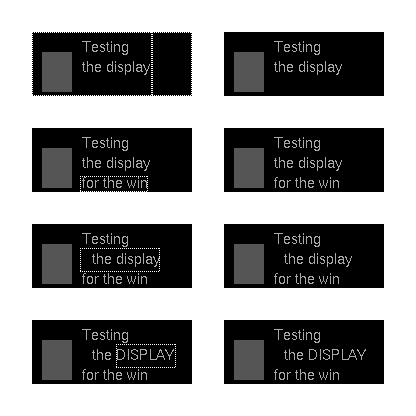 Testing
the display
Testing
the display
Testing
the display
for the win
Testing
the display
for the win
Testing
the display
for the win
Testing
the display
for the win
Testing
the DISPLAY
for the win
Testing
the DISPLAY
for the win